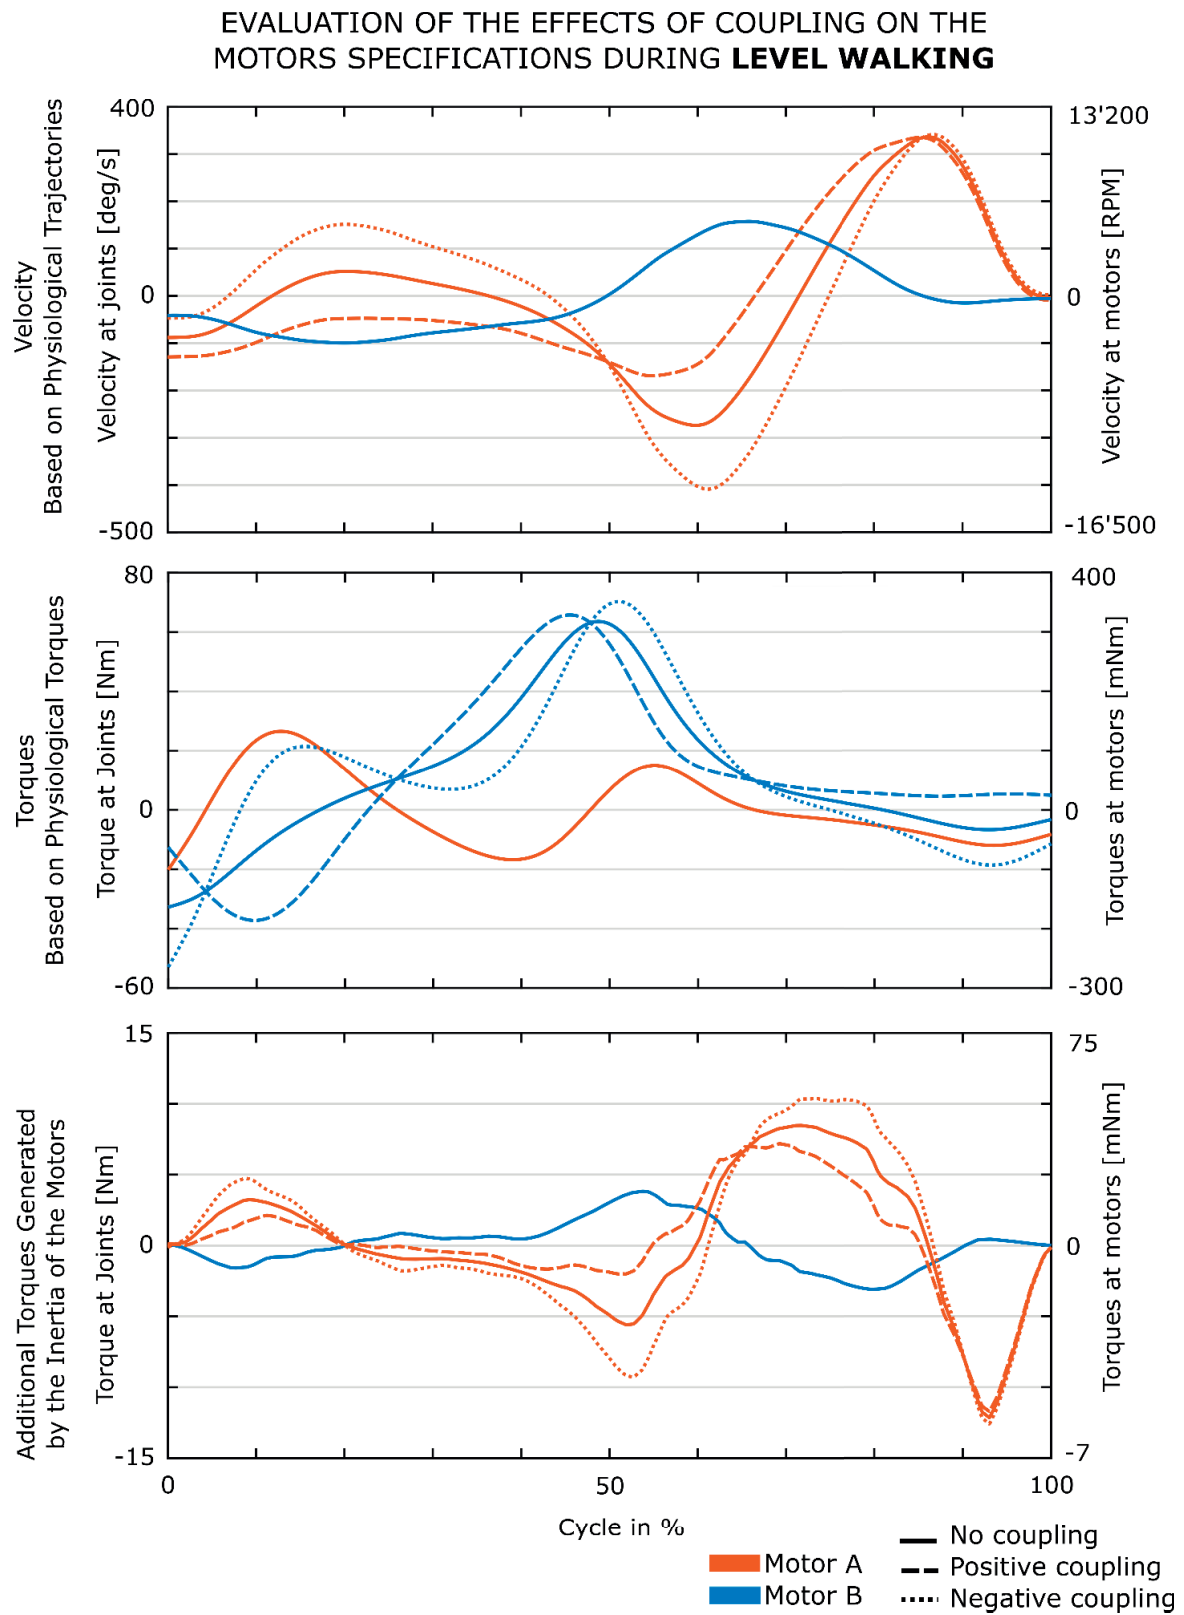 EVALUATION OF THE EFFECTS OF COUPLING ON THE
MOTORS SPECIFICATIONS DURING LEVEL WALKING
Velocity
Based on Physiological Trajectories
Velocity at joints [deg/s]
400
0
-500
13'200
0
-16'500
Velocity at motors [RPM]
Torques
Based on Physiological Torques
Torque at Joints [Nm]
80
0
-60
400
0
-300
Torques at motors [mNm]
Additional Torques Generated
by the Inertia of the Motors
Torque at Joints [Nm]
15
0
-15
75
0
-7
Torques at motors [mNm]
0
50
100
Cycle in %
Motor A
Motor B
No coupling
Positive coupling
Negative coupling